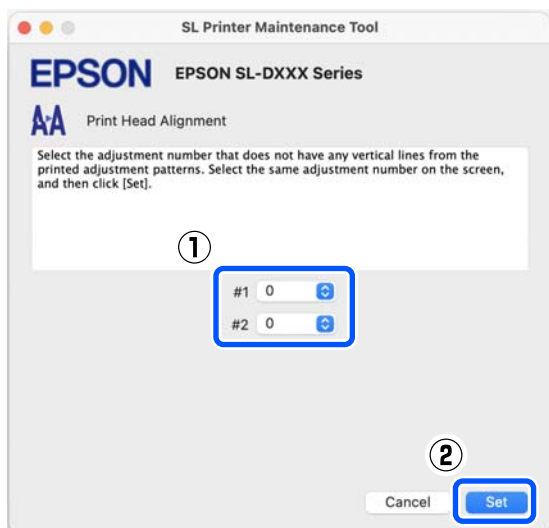 SL Printer Maintenance Tool
EPSON EPSON SL-DXXX Series
Print Head Alignment
Select the adjustment number that does not have any vertical lines from the
printed adjustment patterns. Select the same adjustment number on the screen,
and then click [Set].
①
#1 0
#2 0
②
Cancel Set